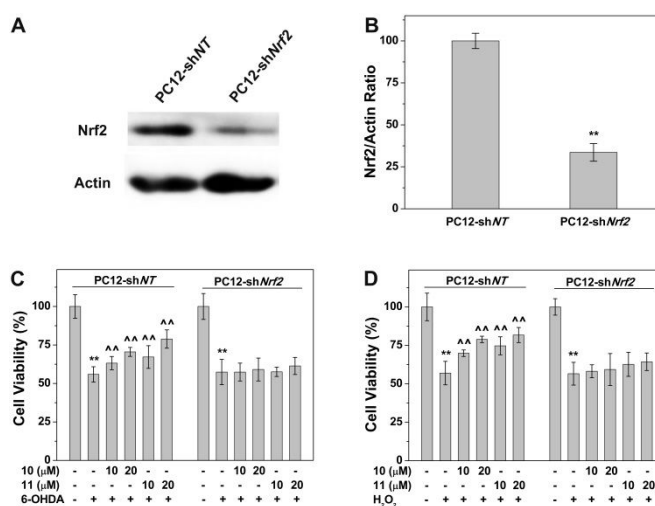 A
PC12-shNT
PC12-shNrf2
Nrf2
Actin
B
Nrf2/Actin Ratio
100
75
50
25
0
**
PC12-shNT
PC12-shNrf2
C
PC12-shNT
PC12-shNrf2
Cell Viability (%)
100
75
50
25
0
** ^^ ^^ ^^ ^^ **
10 (μM) - - 10 20 - - - - 10 20 - -
11 (μM) - - - - 10 20 - - - - 10 20
6-OHDA - + + + + + - + + + + +
D
PC12-shNT
PC12-shNrf2
Cell Viability (%)
100
75
50
25
0
** ^^ ^^ ^^ ^^ **
10 (μM) - - 10 20 - - - - 10 20 - -
11 (μM) - - - - 10 20 - - - - 10 20
H₂O₂ - + + + + + - + + + + +